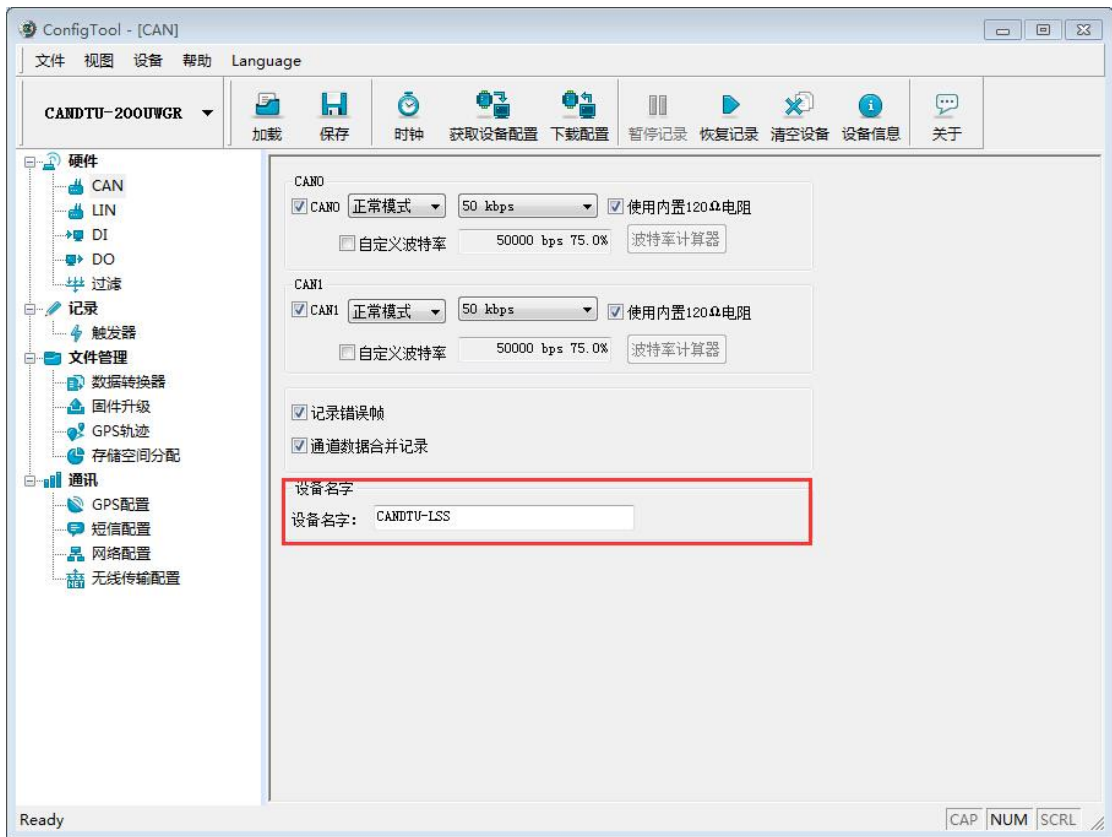 ConfigTool - [CAN]
文件 视图 设备 帮助 Language
CANDTU-200UWGR 加载 保存 时钟 获取设备配置 下载配置 暂停记录 恢复记录 清空设备 设备信息 关于
硬件
CAN
LIN
DI
DO
过滤
记录
触发器
文件管理
数据转换器
固件升级
GPS轨迹
存储空间分配
通讯
GPS配置
短信配置
网络配置
无线传输配置
CAN0
CAN0 正常模式 50 kbps 使用内置120Ω电阻
自定义波特率 50000 bps 75.0% 波特率计算器
CAN1
CAN1 正常模式 50 kbps 使用内置120Ω电阻
自定义波特率 50000 bps 75.0% 波特率计算器
记录错误帧
通道数据合并记录
设备名字
设备名字: CANDTU-LSS
Ready CAP NUM SCRL